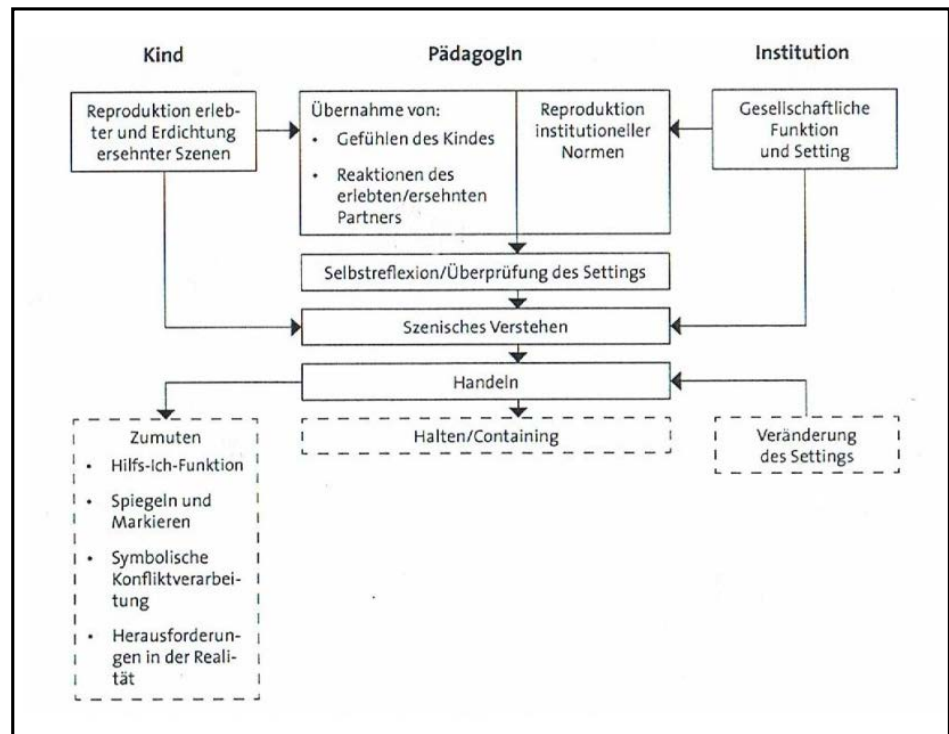 Kind
PädagogIn
Institution
Reproduktion erleb-
ter und Erdichtung
ersehnter Szenen
Übernahme von:
• Gefühlen des Kindes
• Reaktionen des
erlebten/ersehnten
Partners
Reproduktion
institutioneller
Normen
Gesellschaftliche
Funktion
und Setting
Selbstreflexion/Überprüfung des Settings
Szenisches Verstehen
Handeln
Zumuten
• Hilfs-Ich-Funktion
• Spiegeln und
Markieren
• Symbolische
Konfliktverarbei-
tung
• Herausforderun-
gen in der Reali-
tät
Halten/Containing
Veränderung
des Settings